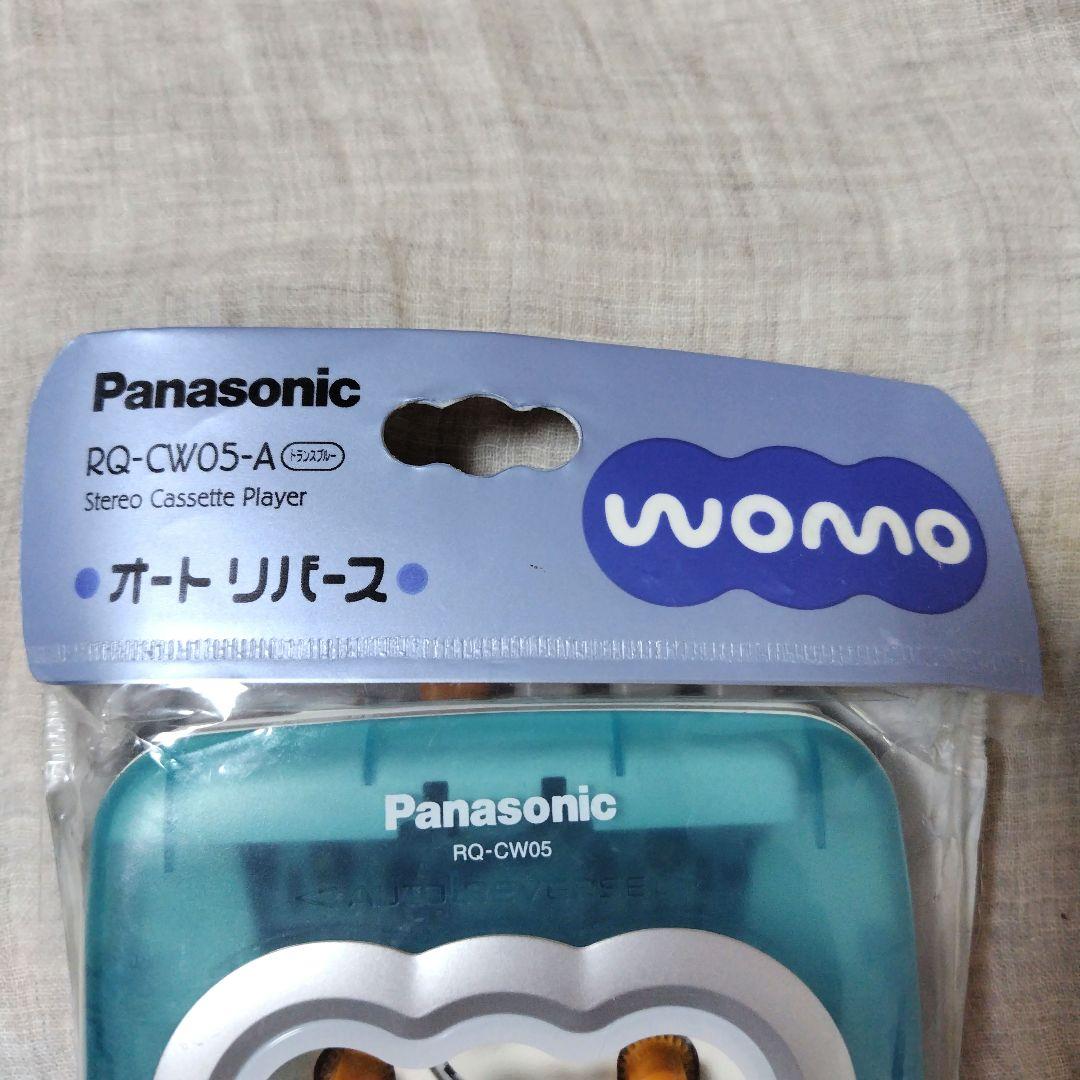 Panasonic
RQ-CW05-A トランスブルー
Stereo Cassette Player
オートリバース
WOMO
Panasonic
RQ-CW05
AUTO REVERSE